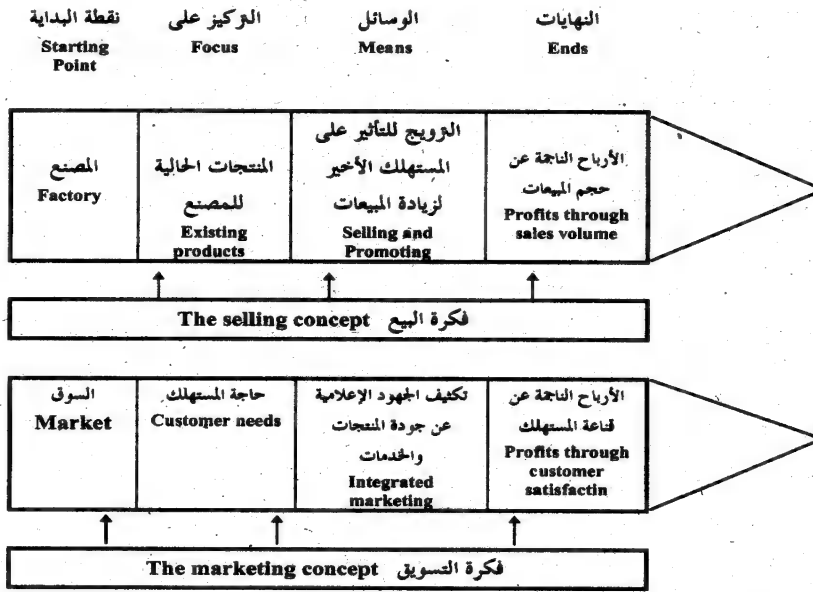 نقطة البداية
Starting
Point
التركيز على
Focus
الوسائل
Means
النهايات
Ends
المصنع
Factory
المنتجات الحالية
للمصنع
Existing
products
الترويج للتأثير على
المستهلك الأخير
لزيادة المبيعات
Selling and
Promoting
الأرباح الناجمة عن
حجم المبيعات
Profits through
sales volume
The selling concept فكرة البيع
السوق
Market
حاجة المستهلك
Customer needs
تكثيف الجهود الإعلامية
عن جودة المنتجات
والخدمات
Integrated
marketing
الأرباح الناجمة عن
قناعة المستهلك
Profits through
customer
satisfactin
The marketing concept فكرة التسويق